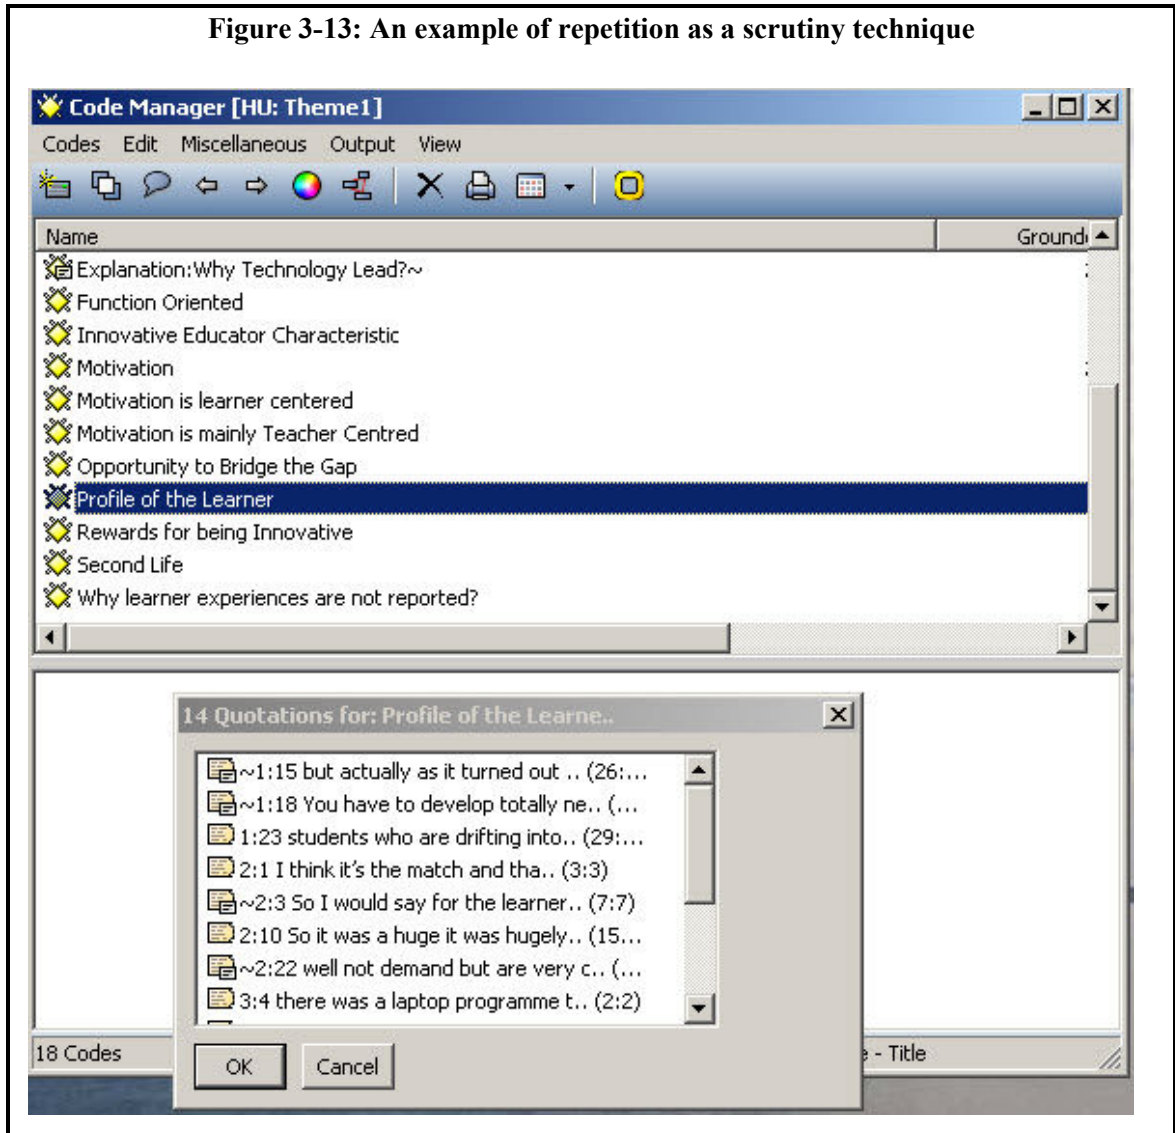 Figure 3-13: An example of repetition as a scrutiny technique
Code Manager [HU: Theme1]
Codes Edit Miscellaneous Output View
Name Ground
Explanation:Why Technology Lead?~
Function Oriented
Innovative Educator Characteristic
Motivation
Motivation is learner centered
Motivation is mainly Teacher Centred
Opportunity to Bridge the Gap
Profile of the Learner
Rewards for being Innovative
Second Life
Why learner experiences are not reported?
14 Quotations for: Profile of the Learne..
~1:15 but actually as it turned out .. (26:...
~1:18 You have to develop totally ne.. (...
1:23 students who are drifting into.. (29:...
2:1 I think it's the match and tha.. (3:3)
~2:3 So I would say for the learner.. (7:7)
2:10 So it was a huge it was hugely.. (15...
~2:22 well not demand but are very c.. (...
3:4 there was a laptop programme t.. (2:2)
OK Cancel
18 Codes - Title